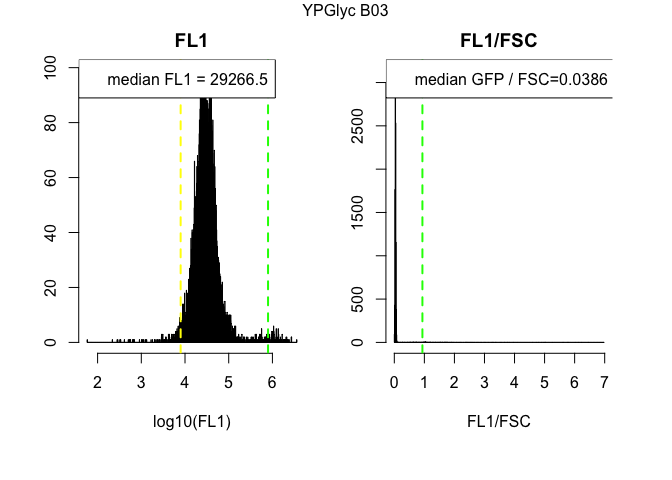 YPGlyc B03
FL1
median FL1 = 29266.5
0 20 40 60 80 100
2 3 4 5 6
log10(FL1)
FL1/FSC
median GFP / FSC=0.0386
0 500 1500 2500
0 1 2 3 4 5 6 7
FL1/FSC